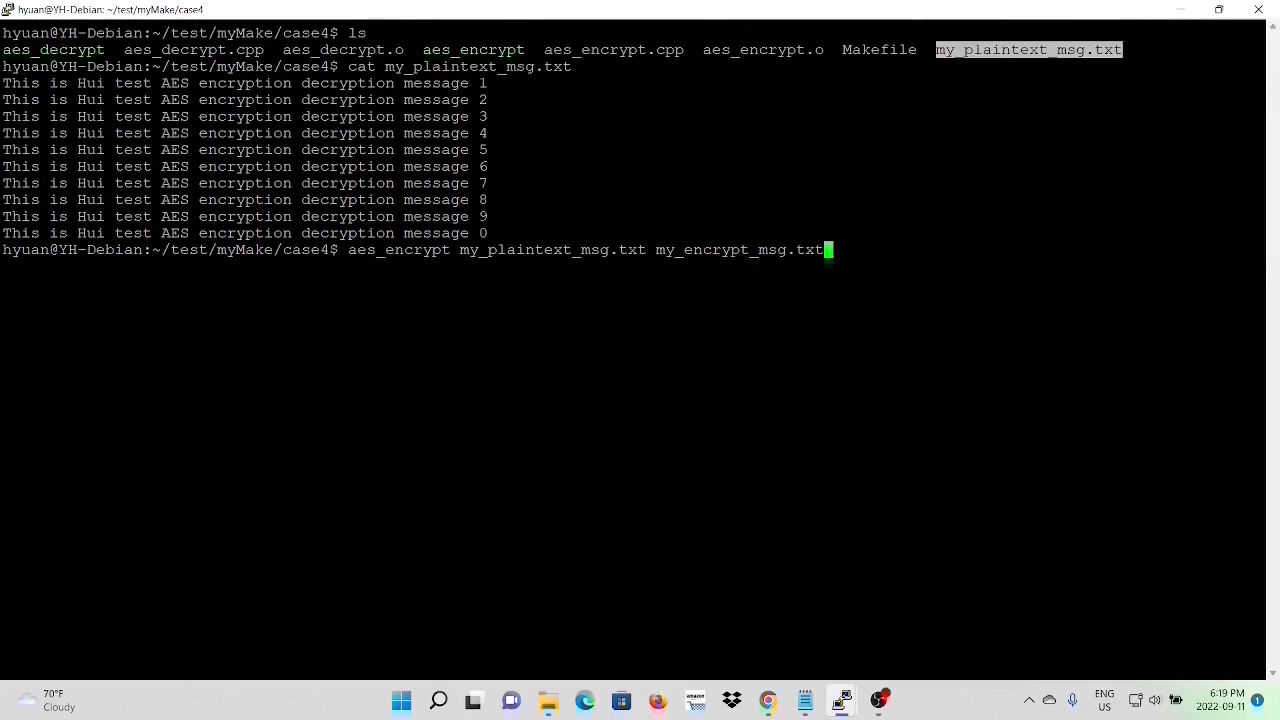 hyuan@YH-Debian: ~/test/myMake/case4
hyuan@YH-Debian:~/test/myMake/case4$ ls
aes_decrypt  aes_decrypt.cpp  aes_decrypt.o  aes_encrypt  aes_encrypt.cpp  aes_encrypt.o  Makefile  my_plaintext_msg.txt
hyuan@YH-Debian:~/test/myMake/case4$ cat my_plaintext_msg.txt
This is Hui test AES encryption decryption message 1
This is Hui test AES encryption decryption message 2
This is Hui test AES encryption decryption message 3
This is Hui test AES encryption decryption message 4
This is Hui test AES encryption decryption message 5
This is Hui test AES encryption decryption message 6
This is Hui test AES encryption decryption message 7
This is Hui test AES encryption decryption message 8
This is Hui test AES encryption decryption message 9
This is Hui test AES encryption decryption message 0
hyuan@YH-Debian:~/test/myMake/case4$ aes_encrypt my_plaintext_msg.txt my_encrypt_msg.txt
70°F
Cloudy
amazon
ENG
US
6:19 PM
2022-09-11
1